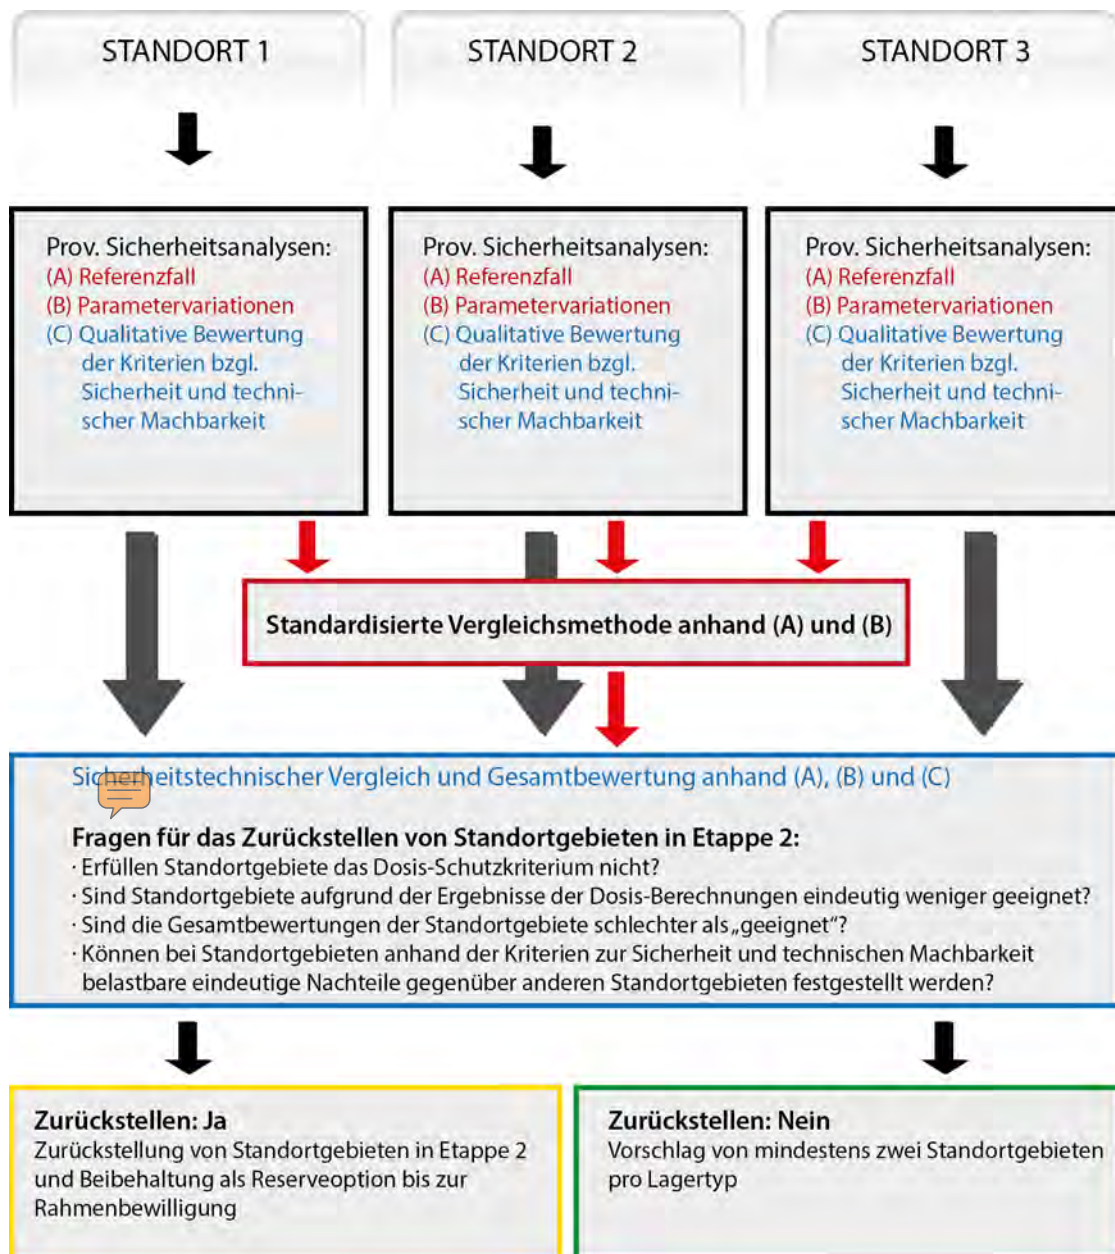 STANDORT 1
STANDORT 2
STANDORT 3
Prov. Sicherheitsanalysen:
(A) Referenzfall
(B) Parametervariationen
(C) Qualitative Bewertung
der Kriterien bzgl.
Sicherheit und techni-
scher Machbarkeit
Prov. Sicherheitsanalysen:
(A) Referenzfall
(B) Parametervariationen
(C) Qualitative Bewertung
der Kriterien bzgl.
Sicherheit und techni-
scher Machbarkeit
Prov. Sicherheitsanalysen:
(A) Referenzfall
(B) Parametervariationen
(C) Qualitative Bewertung
der Kriterien bzgl.
Sicherheit und techni-
scher Machbarkeit
Standardisierte Vergleichsmethode anhand (A) und (B)
Sicherheitstechnischer Vergleich und Gesamtbewertung anhand (A), (B) und (C)
Fragen für das Zurückstellen von Standortgebieten in Etappe 2:
· Erfüllen Standortgebiete das Dosis-Schutzkriterium nicht?
· Sind Standortgebiete aufgrund der Ergebnisse der Dosis-Berechnungen eindeutig weniger geeignet?
· Sind die Gesamtbewertungen der Standortgebiete schlechter als „geeignet“?
· Können bei Standortgebieten anhand der Kriterien zur Sicherheit und technischen Machbarkeit
belastbare eindeutige Nachteile gegenüber anderen Standortgebieten festgestellt werden?
Zurückstellen: Ja
Zurückstellung von Standortgebieten in Etappe 2
und Beibehaltung als Reserveoption bis zur
Rahmenbewilligung
Zurückstellen: Nein
Vorschlag von mindestens zwei Standortgebieten
pro Lagertyp